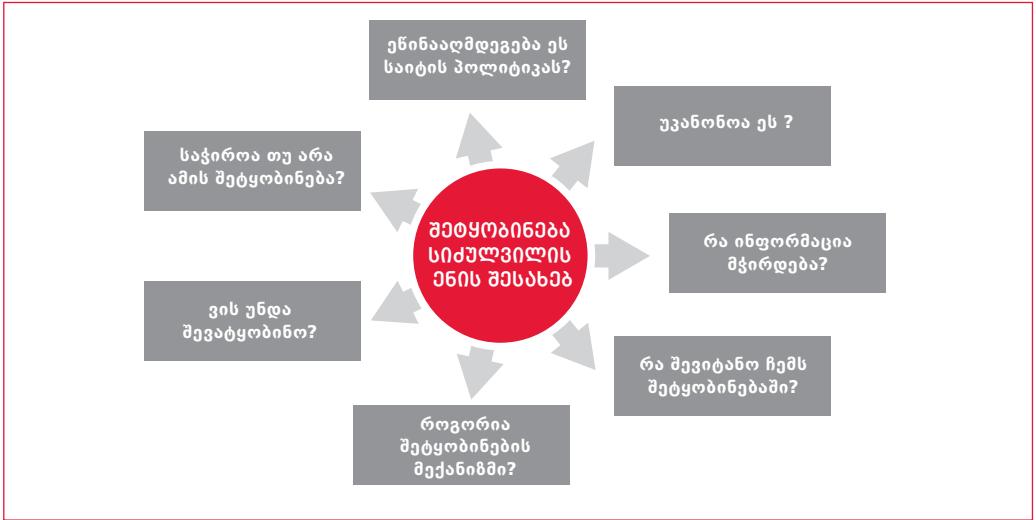 ეწინააღმდეგება ეს
საიტის პოლიტიკას?
უკანონოა ეს ?
საჭიროა თუ არა
ამის შეტყობინება?
შეტყობინება
სიძულვილის
ენის შესახებ
რა ინფორმაცია
მჭირდება?
ვის უნდა
შევატყობინო?
რა შევიტანო ჩემს
შეტყობინებაში?
როგორია
შეტყობინების
მექანიზმი?